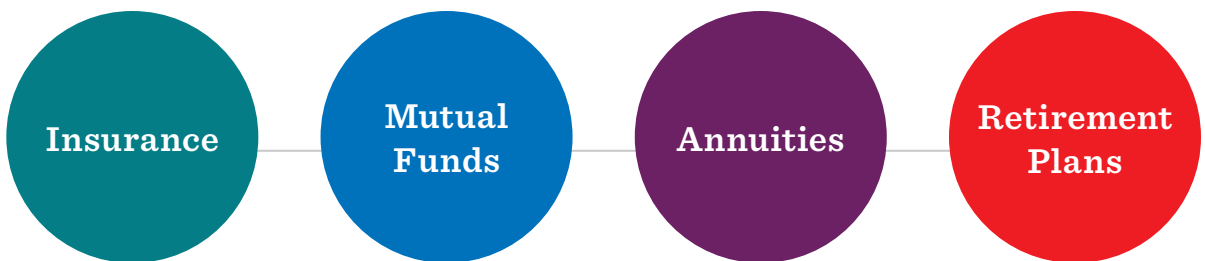 Insurance
Mutual
Funds
Annuities
Retirement
Plans